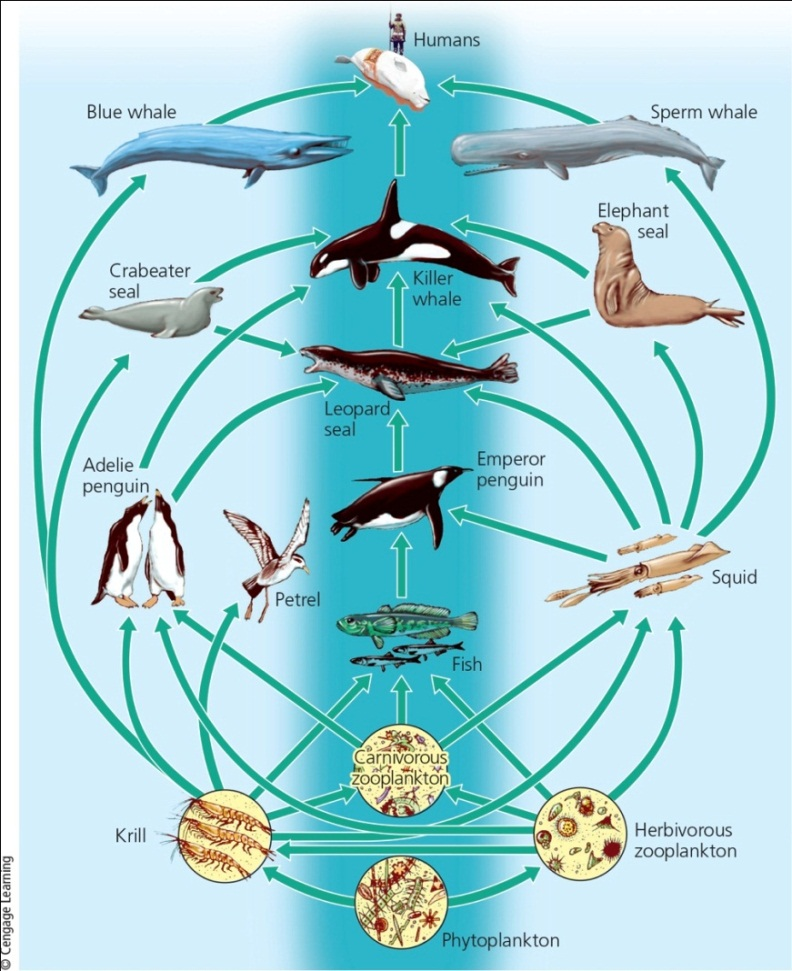 Humans
Blue whale
Sperm whale
Elephant
seal
Crabeater
seal
Killer
whale
Leopard
seal
Adelie
penguin
Emperor
penguin
Petrel
Squid
Fish
Carnivorous
zooplankton
Krill
Herbivorous
zooplankton
Phytoplankton
© Cengage Learning